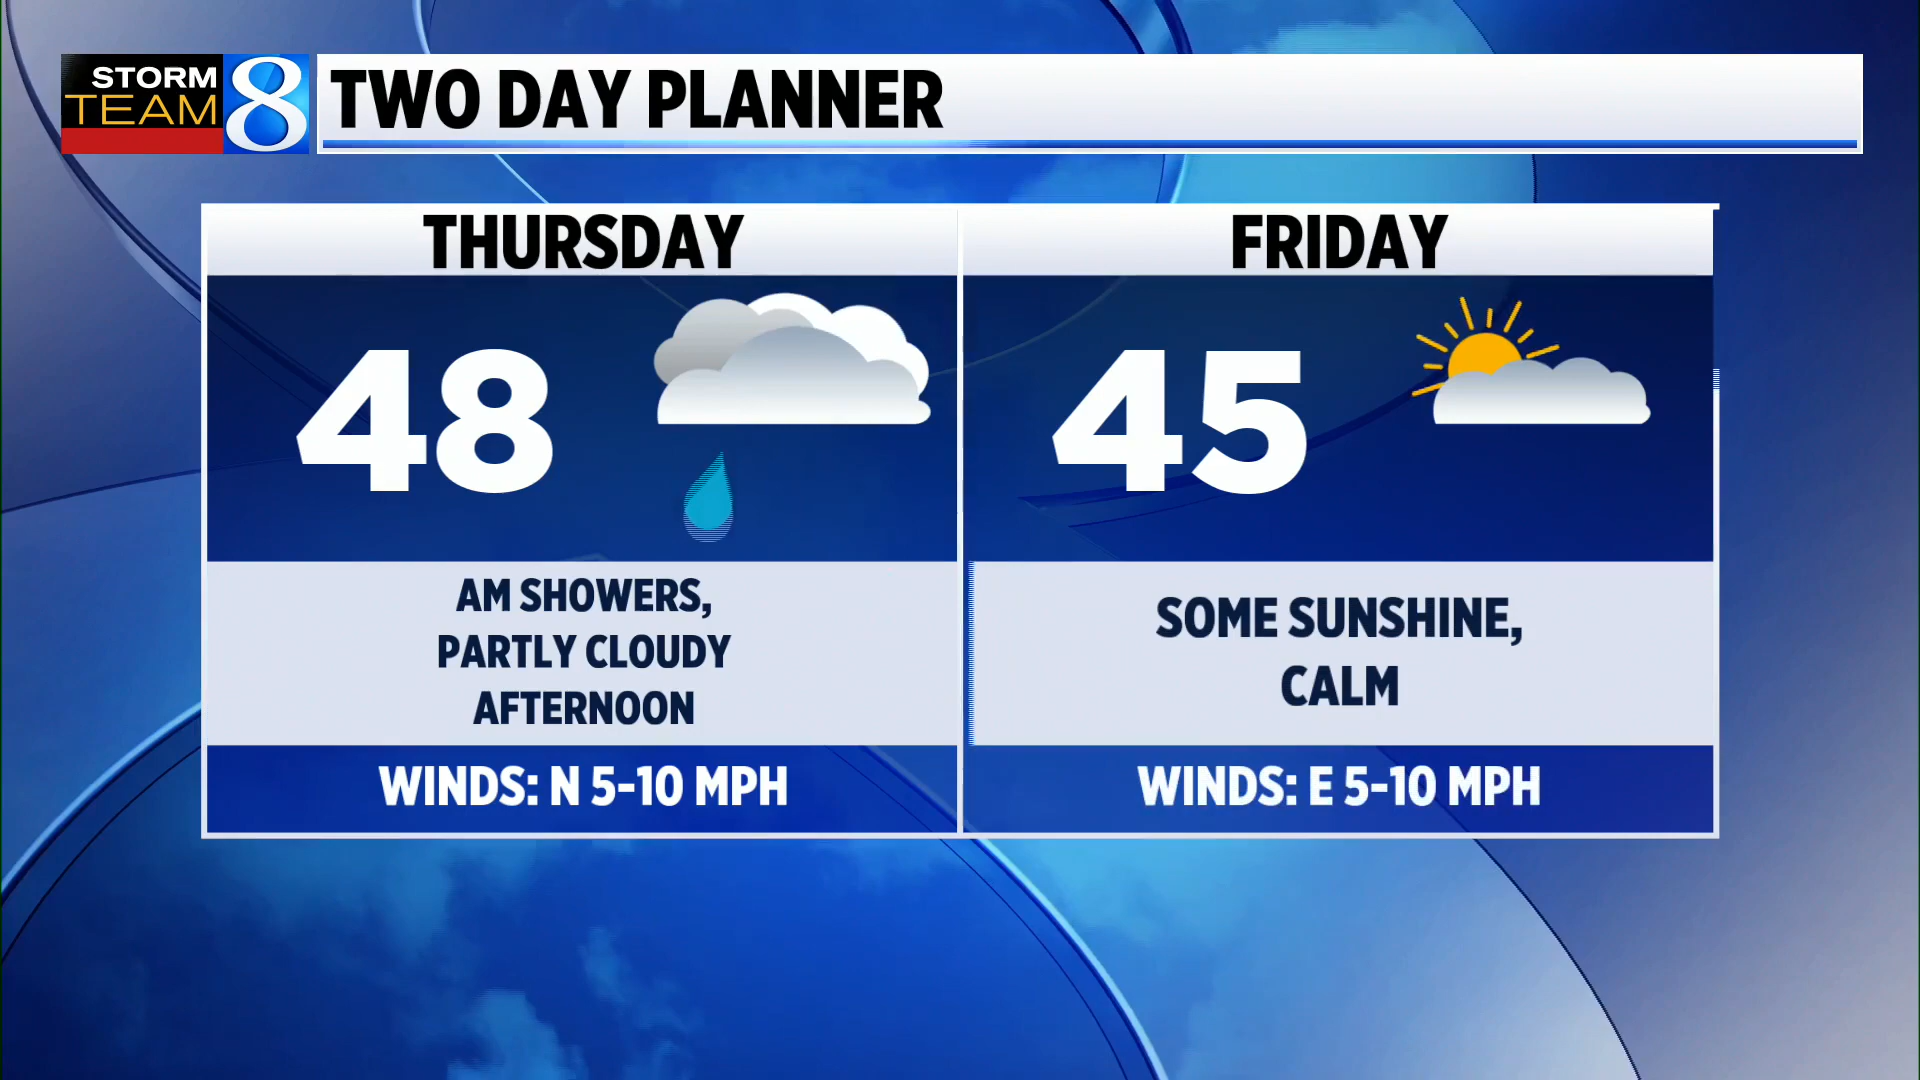 STORM
TEAM
8
TWO DAY PLANNER
THURSDAY
48
AM SHOWERS,
PARTLY CLOUDY
AFTERNOON
WINDS: N 5-10 MPH
FRIDAY
45
SOME SUNSHINE,
CALM
WINDS: E 5-10 MPH